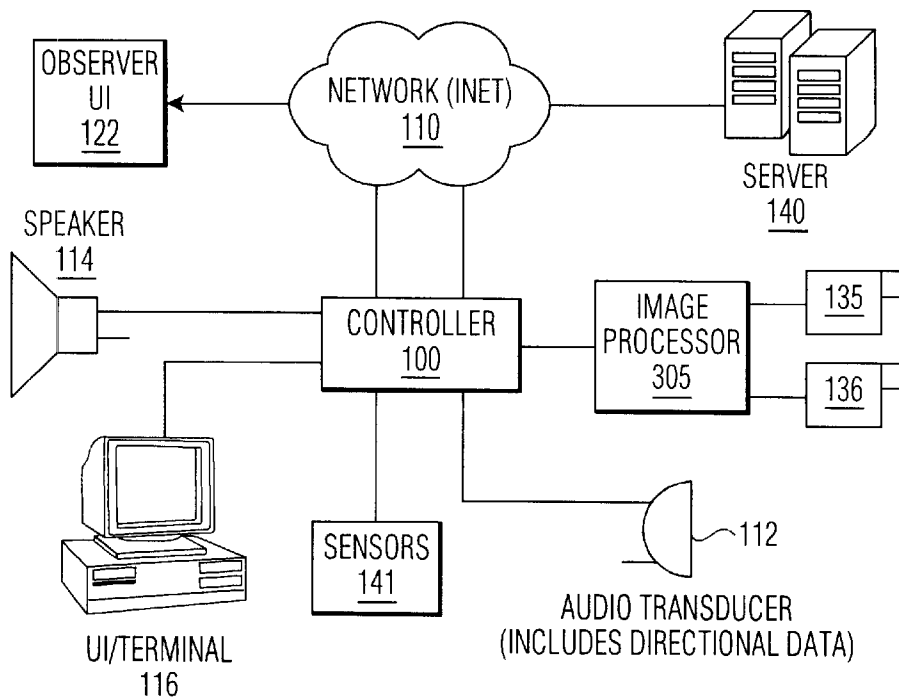 OBSERVER
UI
122
NETWORK (INET)
110
SERVER
140
SPEAKER
114
CONTROLLER
100
IMAGE
PROCESSOR
305
135
136
UI/TERMINAL
116
SENSORS
141
112
AUDIO TRANSDUCER
(INCLUDES DIRECTIONAL DATA)